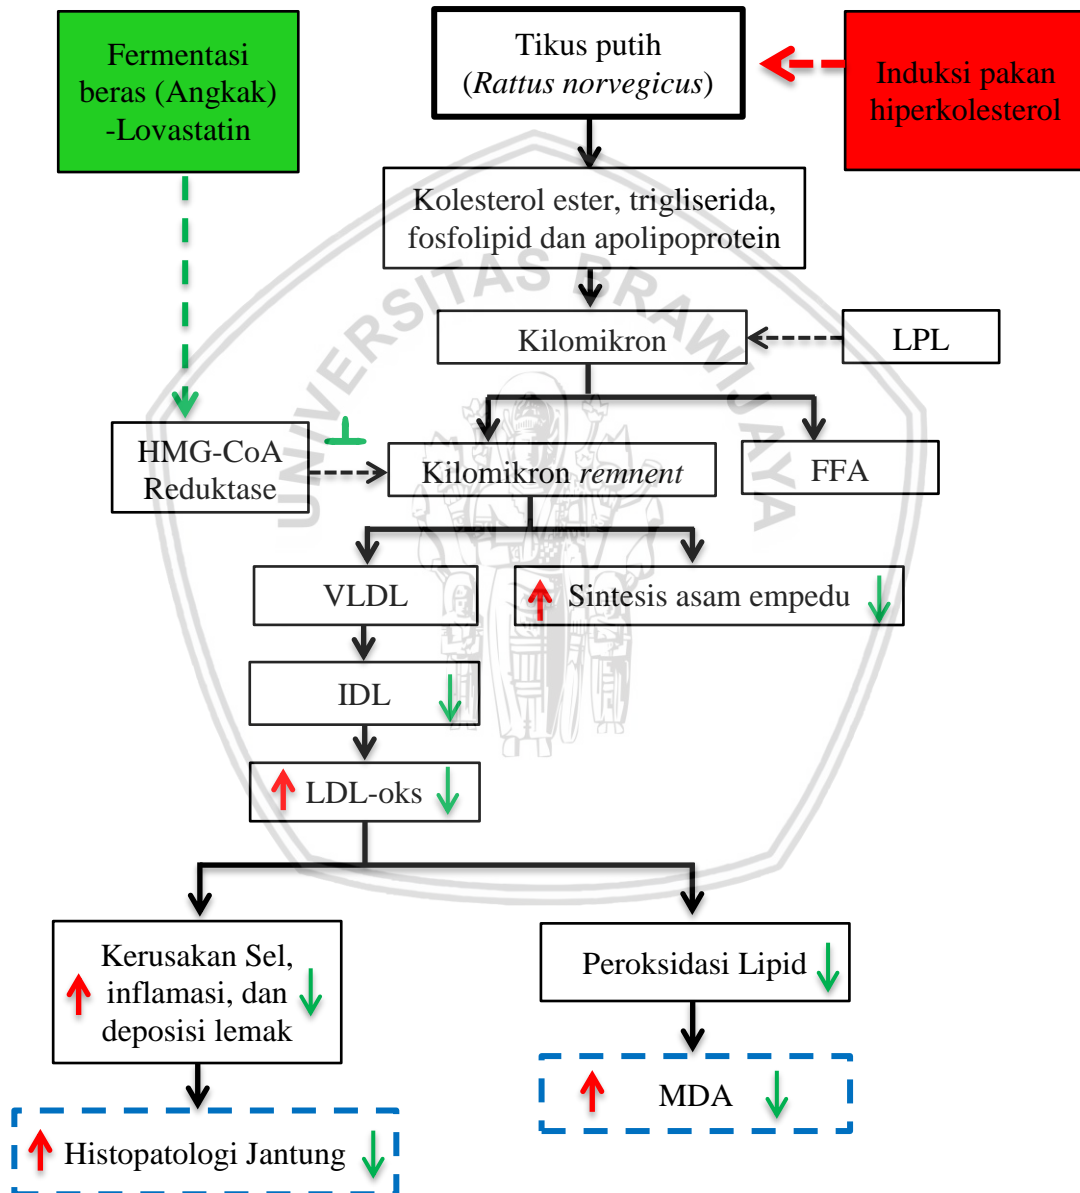 Fermentasi
beras (Angkak)
-Lovastatin
Tikus putih
(Rattus norvegicus)
Induksi pakan
hiperkolesterol
Kolesterol ester, trigliserida,
fosfolipid dan apolipoprotein
UNIVERSITAS BRAWIJAYA
Kilomikron
LPL
HMG-CoA
Reduktase
Kilomikron remnent
FFA
VLDL
Sintesis asam empedu
IDL
LDL-oks
Kerusakan Sel,
inflamasi, dan
deposisi lemak
Peroksidasi Lipid
MDA
Histopatologi Jantung